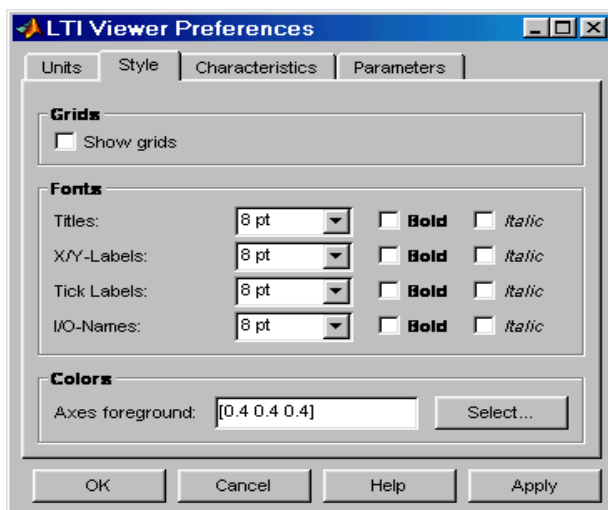 LTI Viewer Preferences
Units Style Characteristics Parameters
Grids
Show grids
Fonts
Titles: 8 pt Bold Italic
X/Y-Labels: 8 pt Bold Italic
Tick Labels: 8 pt Bold Italic
I/O-Names: 8 pt Bold Italic
Colors
Axes foreground: [0.4 0.4 0.4] Select...
OK Cancel Help Apply